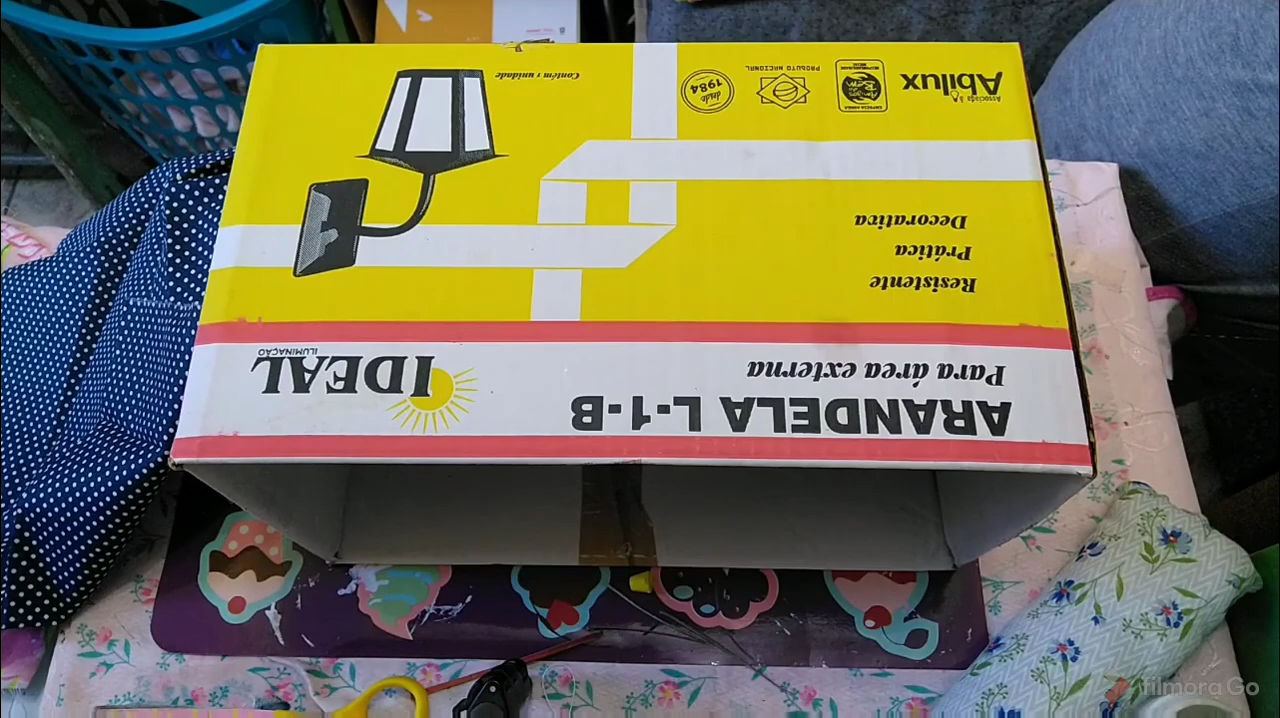 ARANDELA L-1-B
Para área externa
IDEAL
ILUMINAÇÃO
Resistente
Prática
Decorativa
Associada à
Abilux
PRODUTO NACIONAL
desde
1984
Contém 1 unidade
filmora Go